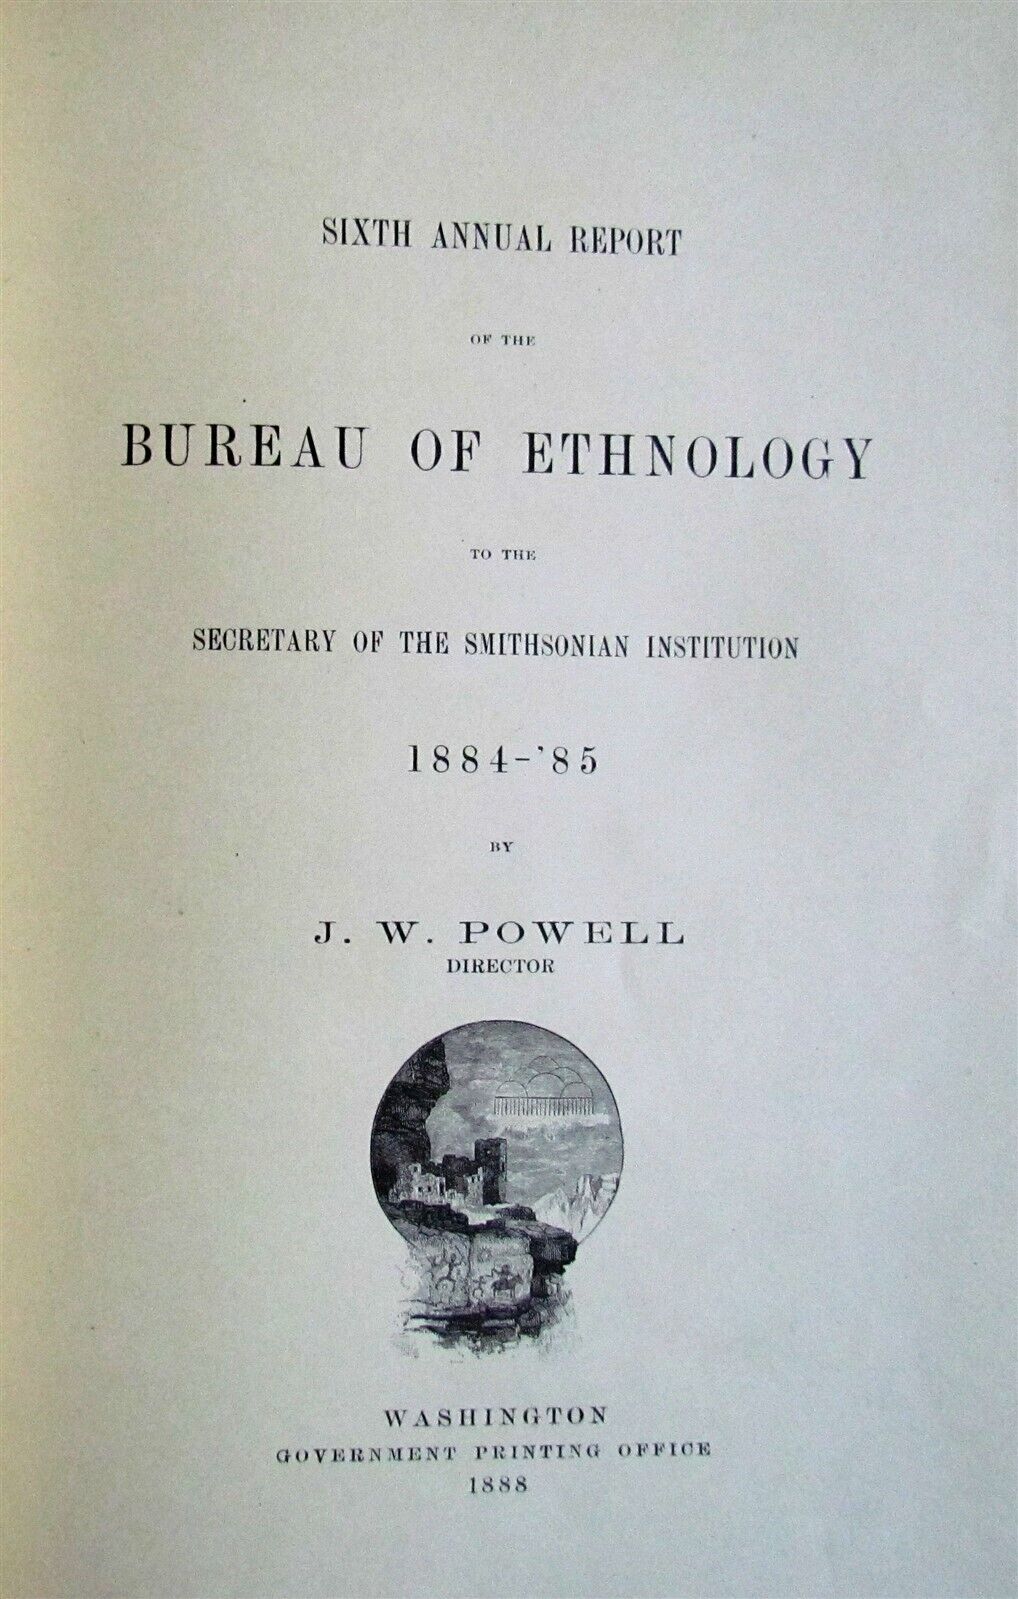 SIXTH ANNUAL REPORT
OF THE
BUREAU OF ETHNOLOGY
TO THE
SECRETARY OF THE SMITHSONIAN INSTITUTION
1884-'85
BY
J. W. POWELL
DIRECTOR
WASHINGTON
GOVERNMENT PRINTING OFFICE
1888